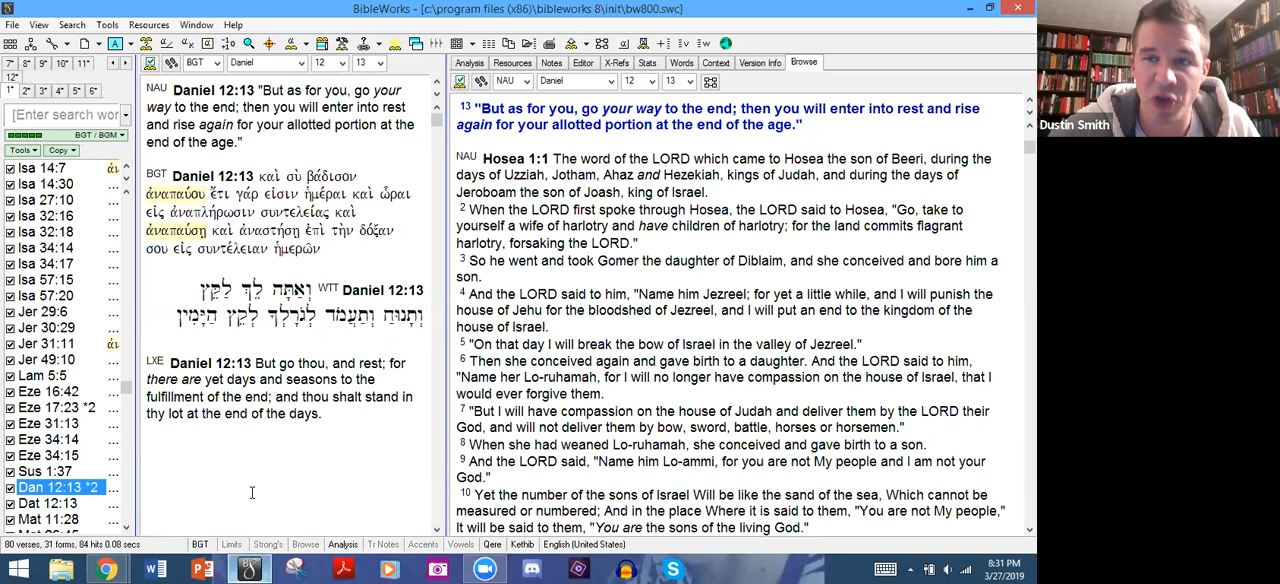 BibleWorks - [c:\program files (x86)\bibleworks 8\init\bw800.swc]
File View Search Tools Resources Window Help
7* 8* 9* 10* 11*
12*
1* 2* 3* 4* 5* 6*
[Enter search wor
BGT / BGM
Tools Copy
Isa 14:7
Isa 14:30
Isa 27:10
Isa 32:16
Isa 32:18
Isa 34:14
Isa 34:17
Isa 57:15
Isa 57:20
Jer 29:6
Jer 30:29
Jer 31:11
Jer 49:10
Lam 5:5
Eze 16:42
Eze 17:23 *2
Eze 31:13
Eze 34:14
Eze 34:15
Sus 1:37
Dan 12:13 *2
Dat 12:13
Mat 11:28
BGT Daniel 12 13
NAU Daniel 12:13 "But as for you, go your
way to the end; then you will enter into rest
and rise again for your allotted portion at the
end of the age."
BGT Daniel 12:13 καὶ σὺ βάδισον
ἀναπαύου ἔτι γάρ εἰσιν ἡμέραι καὶ ὧραι
εἰς ἀναπλήρωσιν συντελείας καὶ
ἀναπαύσῃ καὶ ἀναστήσῃ ἐπὶ τὴν δόξαν
σου εἰς συντέλειαν ἡμερῶν
WTT Daniel 12:13 וְאַתָּה לֵךְ לַקֵּץ
וְתָנוּחַ וְתַעֲמֹד לְגֹרָלְךָ לְקֵץ הַיָּמִין
LXE Daniel 12:13 But go thou, and rest; for
there are yet days and seasons to the
fulfillment of the end; and thou shalt stand in
thy lot at the end of the days.
Analysis Resources Notes Editor X-Refs Stats Words Context Version Info Browse
NAU Daniel 12 13
13 "But as for you, go your way to the end; then you will enter into rest and rise
again for your allotted portion at the end of the age."
NAU Hosea 1:1 The word of the LORD which came to Hosea the son of Beeri, during the
days of Uzziah, Jotham, Ahaz and Hezekiah, kings of Judah, and during the days of
Jeroboam the son of Joash, king of Israel.
2 When the LORD first spoke through Hosea, the LORD said to Hosea, "Go, take to
yourself a wife of harlotry and have children of harlotry; for the land commits flagrant
harlotry, forsaking the LORD."
3 So he went and took Gomer the daughter of Diblaim, and she conceived and bore him a
son.
4 And the LORD said to him, "Name him Jezreel; for yet a little while, and I will punish the
house of Jehu for the bloodshed of Jezreel, and I will put an end to the kingdom of the
house of Israel.
5 "On that day I will break the bow of Israel in the valley of Jezreel."
6 Then she conceived again and gave birth to a daughter. And the LORD said to him,
"Name her Lo-ruhamah, for I will no longer have compassion on the house of Israel, that I
would ever forgive them.
7 "But I will have compassion on the house of Judah and deliver them by the LORD their
God, and will not deliver them by bow, sword, battle, horses or horsemen."
8 When she had weaned Lo-ruhamah, she conceived and gave birth to a son.
9 And the LORD said, "Name him Lo-ammi, for you are not My people and I am not your
God."
10 Yet the number of the sons of Israel Will be like the sand of the sea, Which cannot be
measured or numbered; And in the place Where it is said to them, "You are not My people,"
It will be said to them, "You are the sons of the living God."
Dustin Smith
80 verses, 31 forms, 84 hits 0.08 secs BGT Limits Strong's Browse Analysis Tr Notes Accents Vowels Qere Kethib English (United States)
8:31 PM
3/27/2019